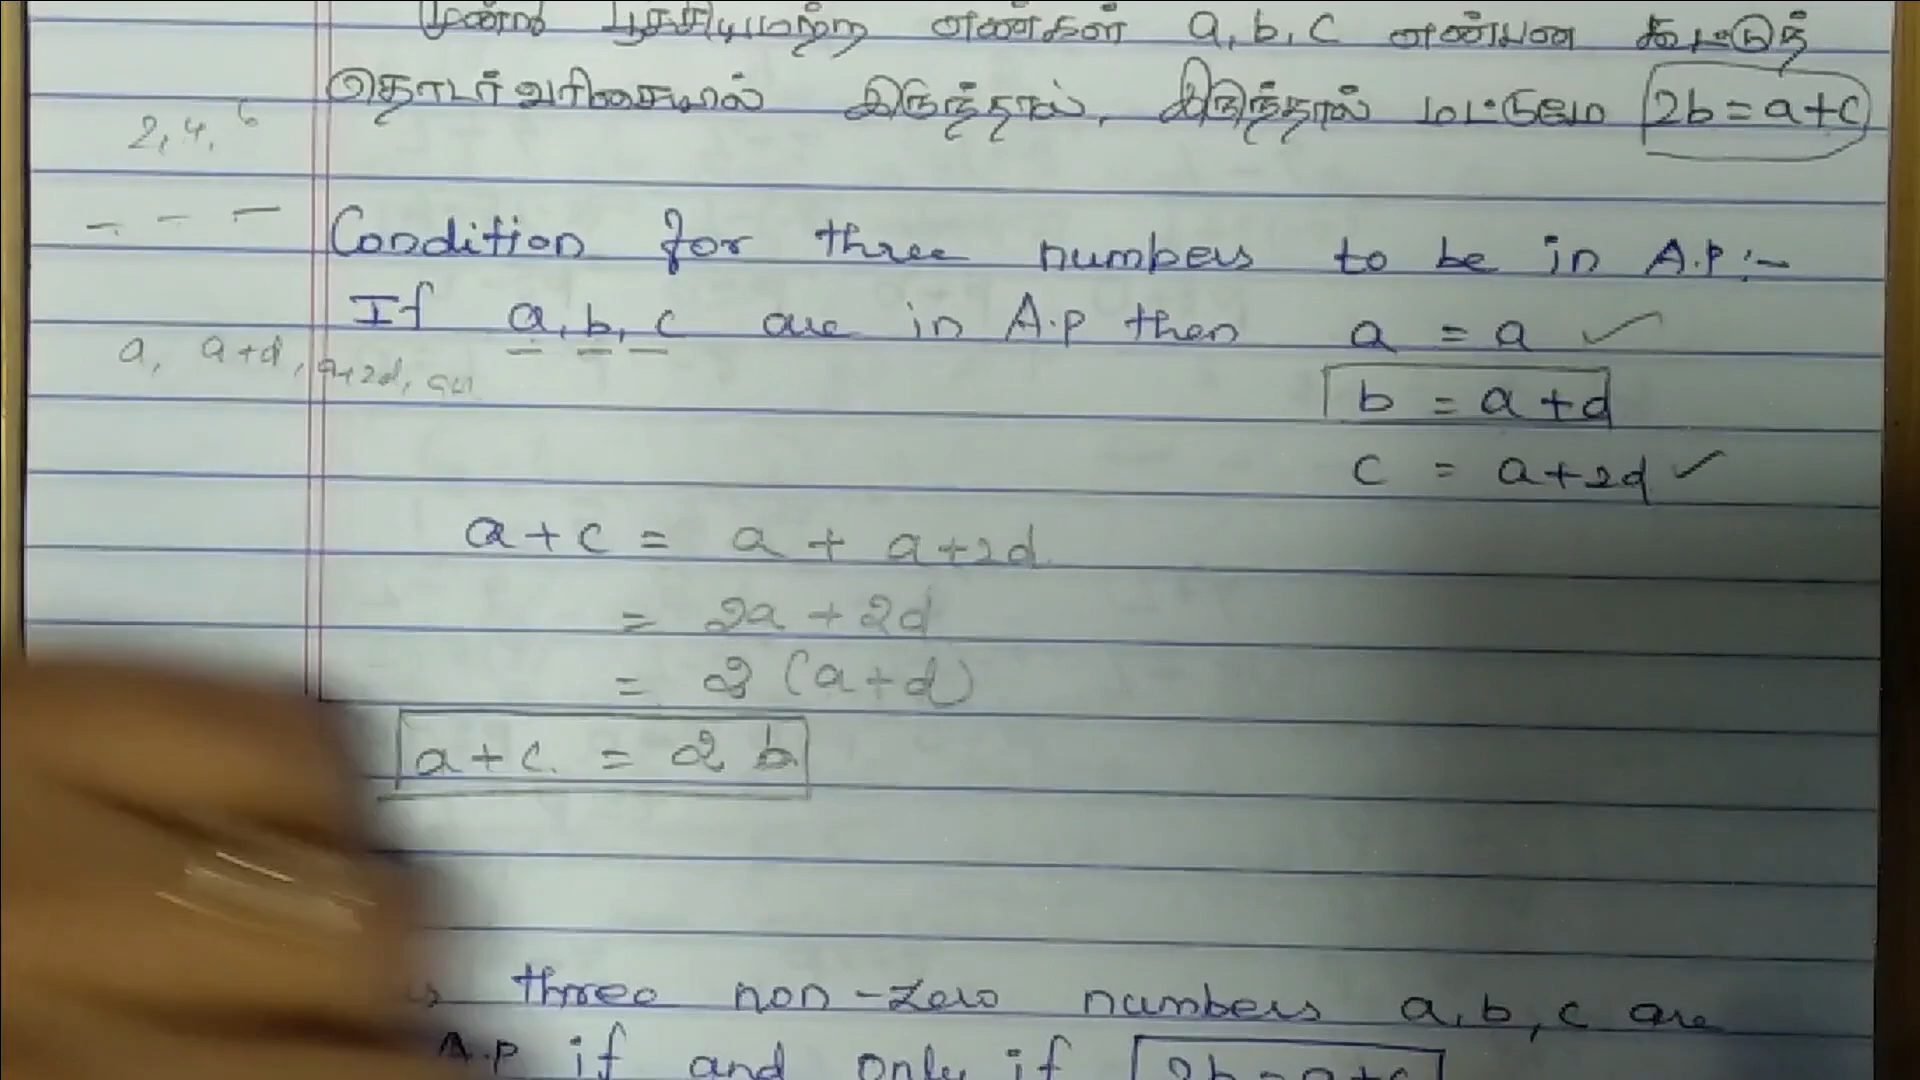 மூன்று பூச்சியமற்ற எண்கள் a, b, c என்பன கூட்டுத்
தொடர் வரிசையில் இருந்தால், இருந்தால் மட்டுமே 2b = a+c
2, 4, 6
Condition for three numbers to be in A.P :-
If a, b, c are in A.P then a = a ✓
a, a+d, a+2d,
b = a+d
c = a+2d ✓
a+c = a + a+2d
= 2a + 2d
= 2 (a+d)
a+c = 2 b
three non-zero numbers a, b, c are
A.P if and only if 2b = a+c